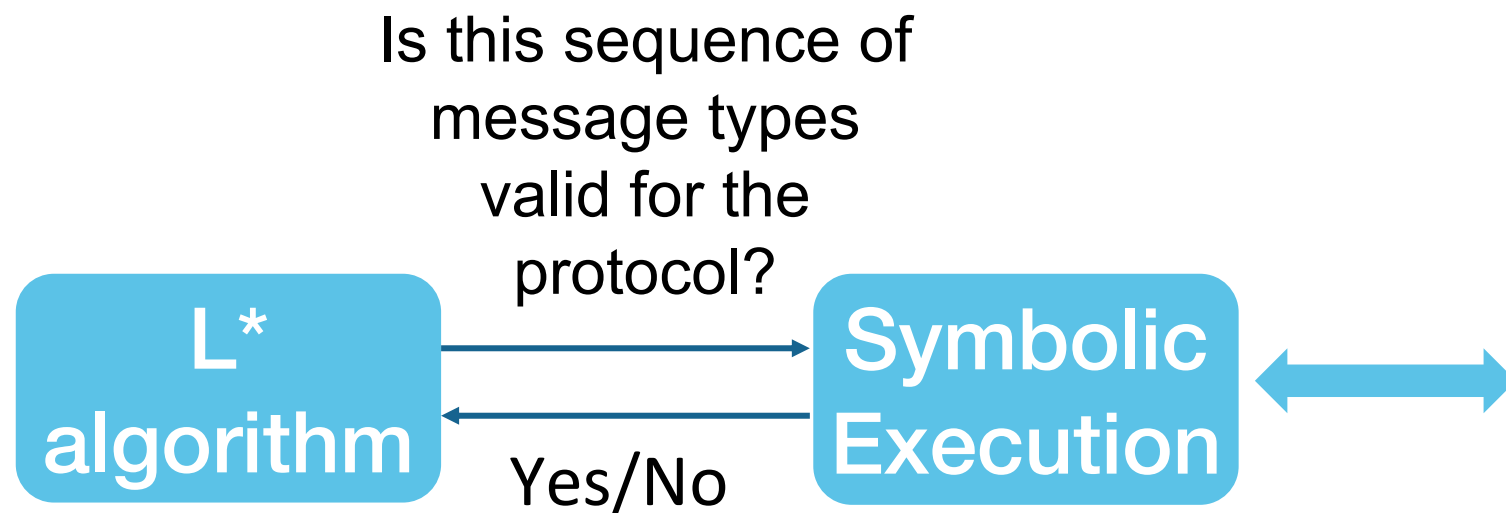 Is this sequence of
message types
valid for the
protocol?
L*
algorithm
Symbolic
Execution
Yes/No